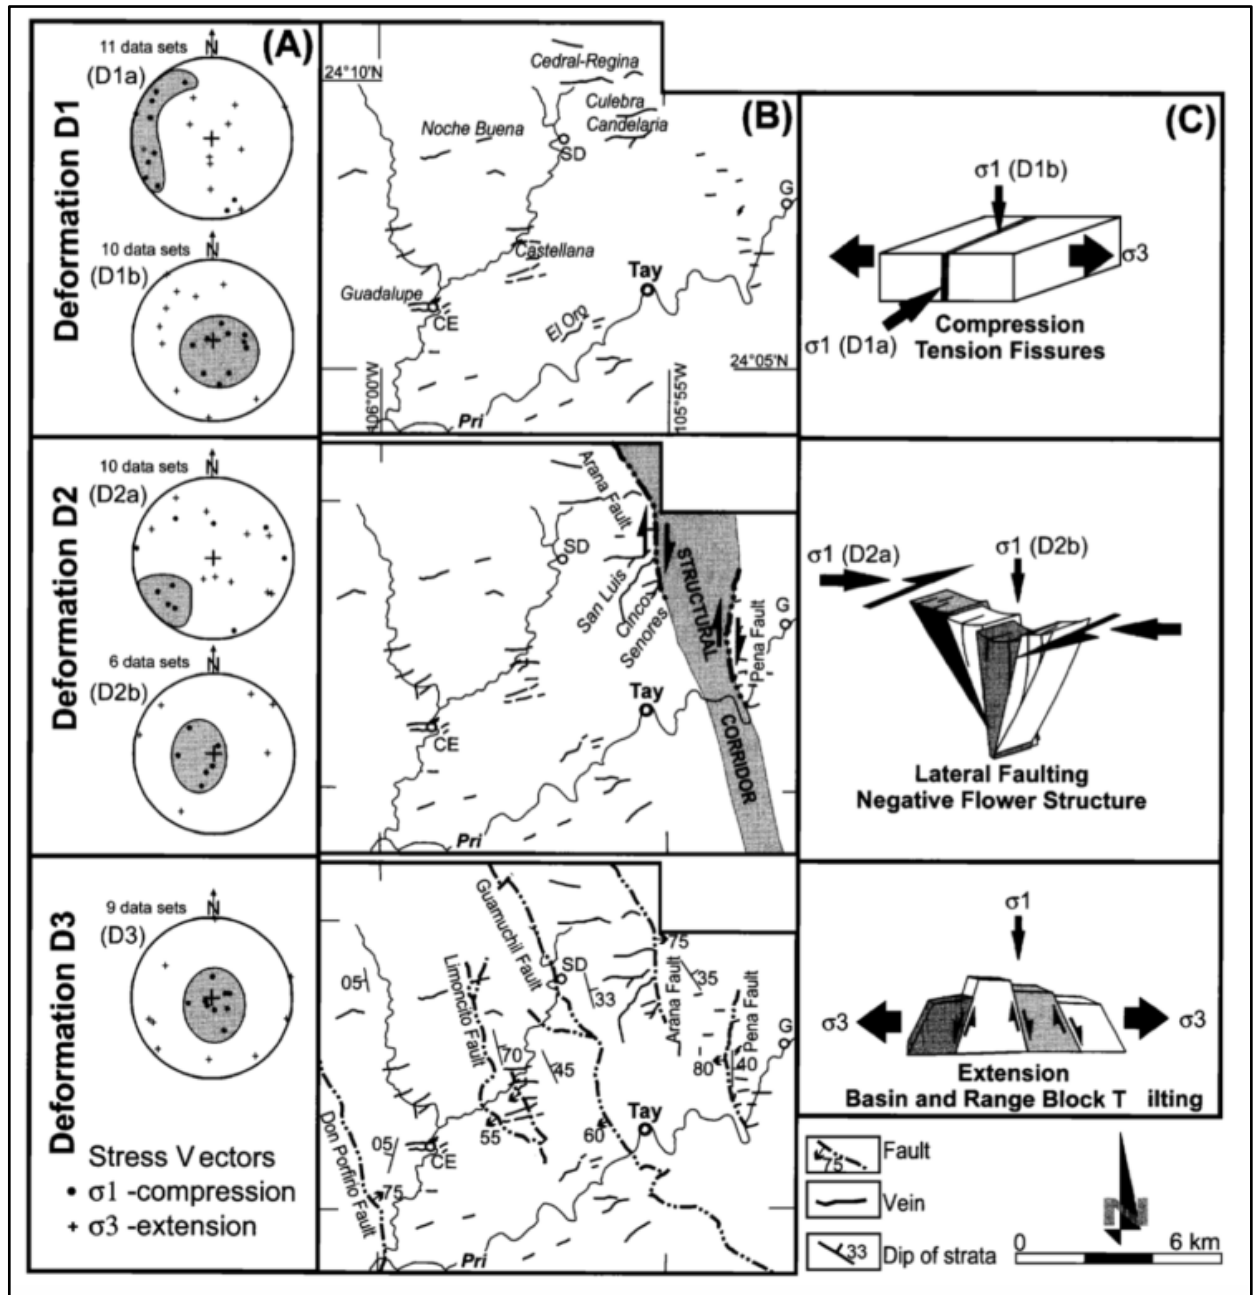 Deformation D1
11 data sets
N
(D1a)
10 data sets
N
(D1b)
(A)
24°10'N
Cedral-Regina
Culebra
Candelaria
Noche Buena
SD
G
Castellana
Tay
Guadalupe
CE
El Oro
24°05'N
106°00'W
105°55'W
Pri
(B)
(C)
σ1 (D1b)
σ3
σ1 (D1a)
Compression
Tension Fissures
Deformation D2
10 data sets
N
(D2a)
6 data sets
N
(D2b)
Arana Fault
SD
San Luis
Cincos
Senores
STRUCTURAL
CORRIDOR
Pena Fault
G
Tay
CE
Pri
σ1 (D2a)
σ1 (D2b)
Lateral Faulting
Negative Flower Structure
Deformation D3
9 data sets
N
(D3)
Stress Vectors
• σ1 -compression
+ σ3 -extension
Guamuchil Fault
Limoncito Fault
SD
05
33
75
35
Arana Fault
Pena Fault
G
70
45
80
40
Tay
55
60
05
CE
Don Porfirio Fault
75
Pri
σ1
σ3
σ3
Extension
Basin and Range Block T ilting
75
Fault
Vein
33
Dip of strata
N
0 6 km